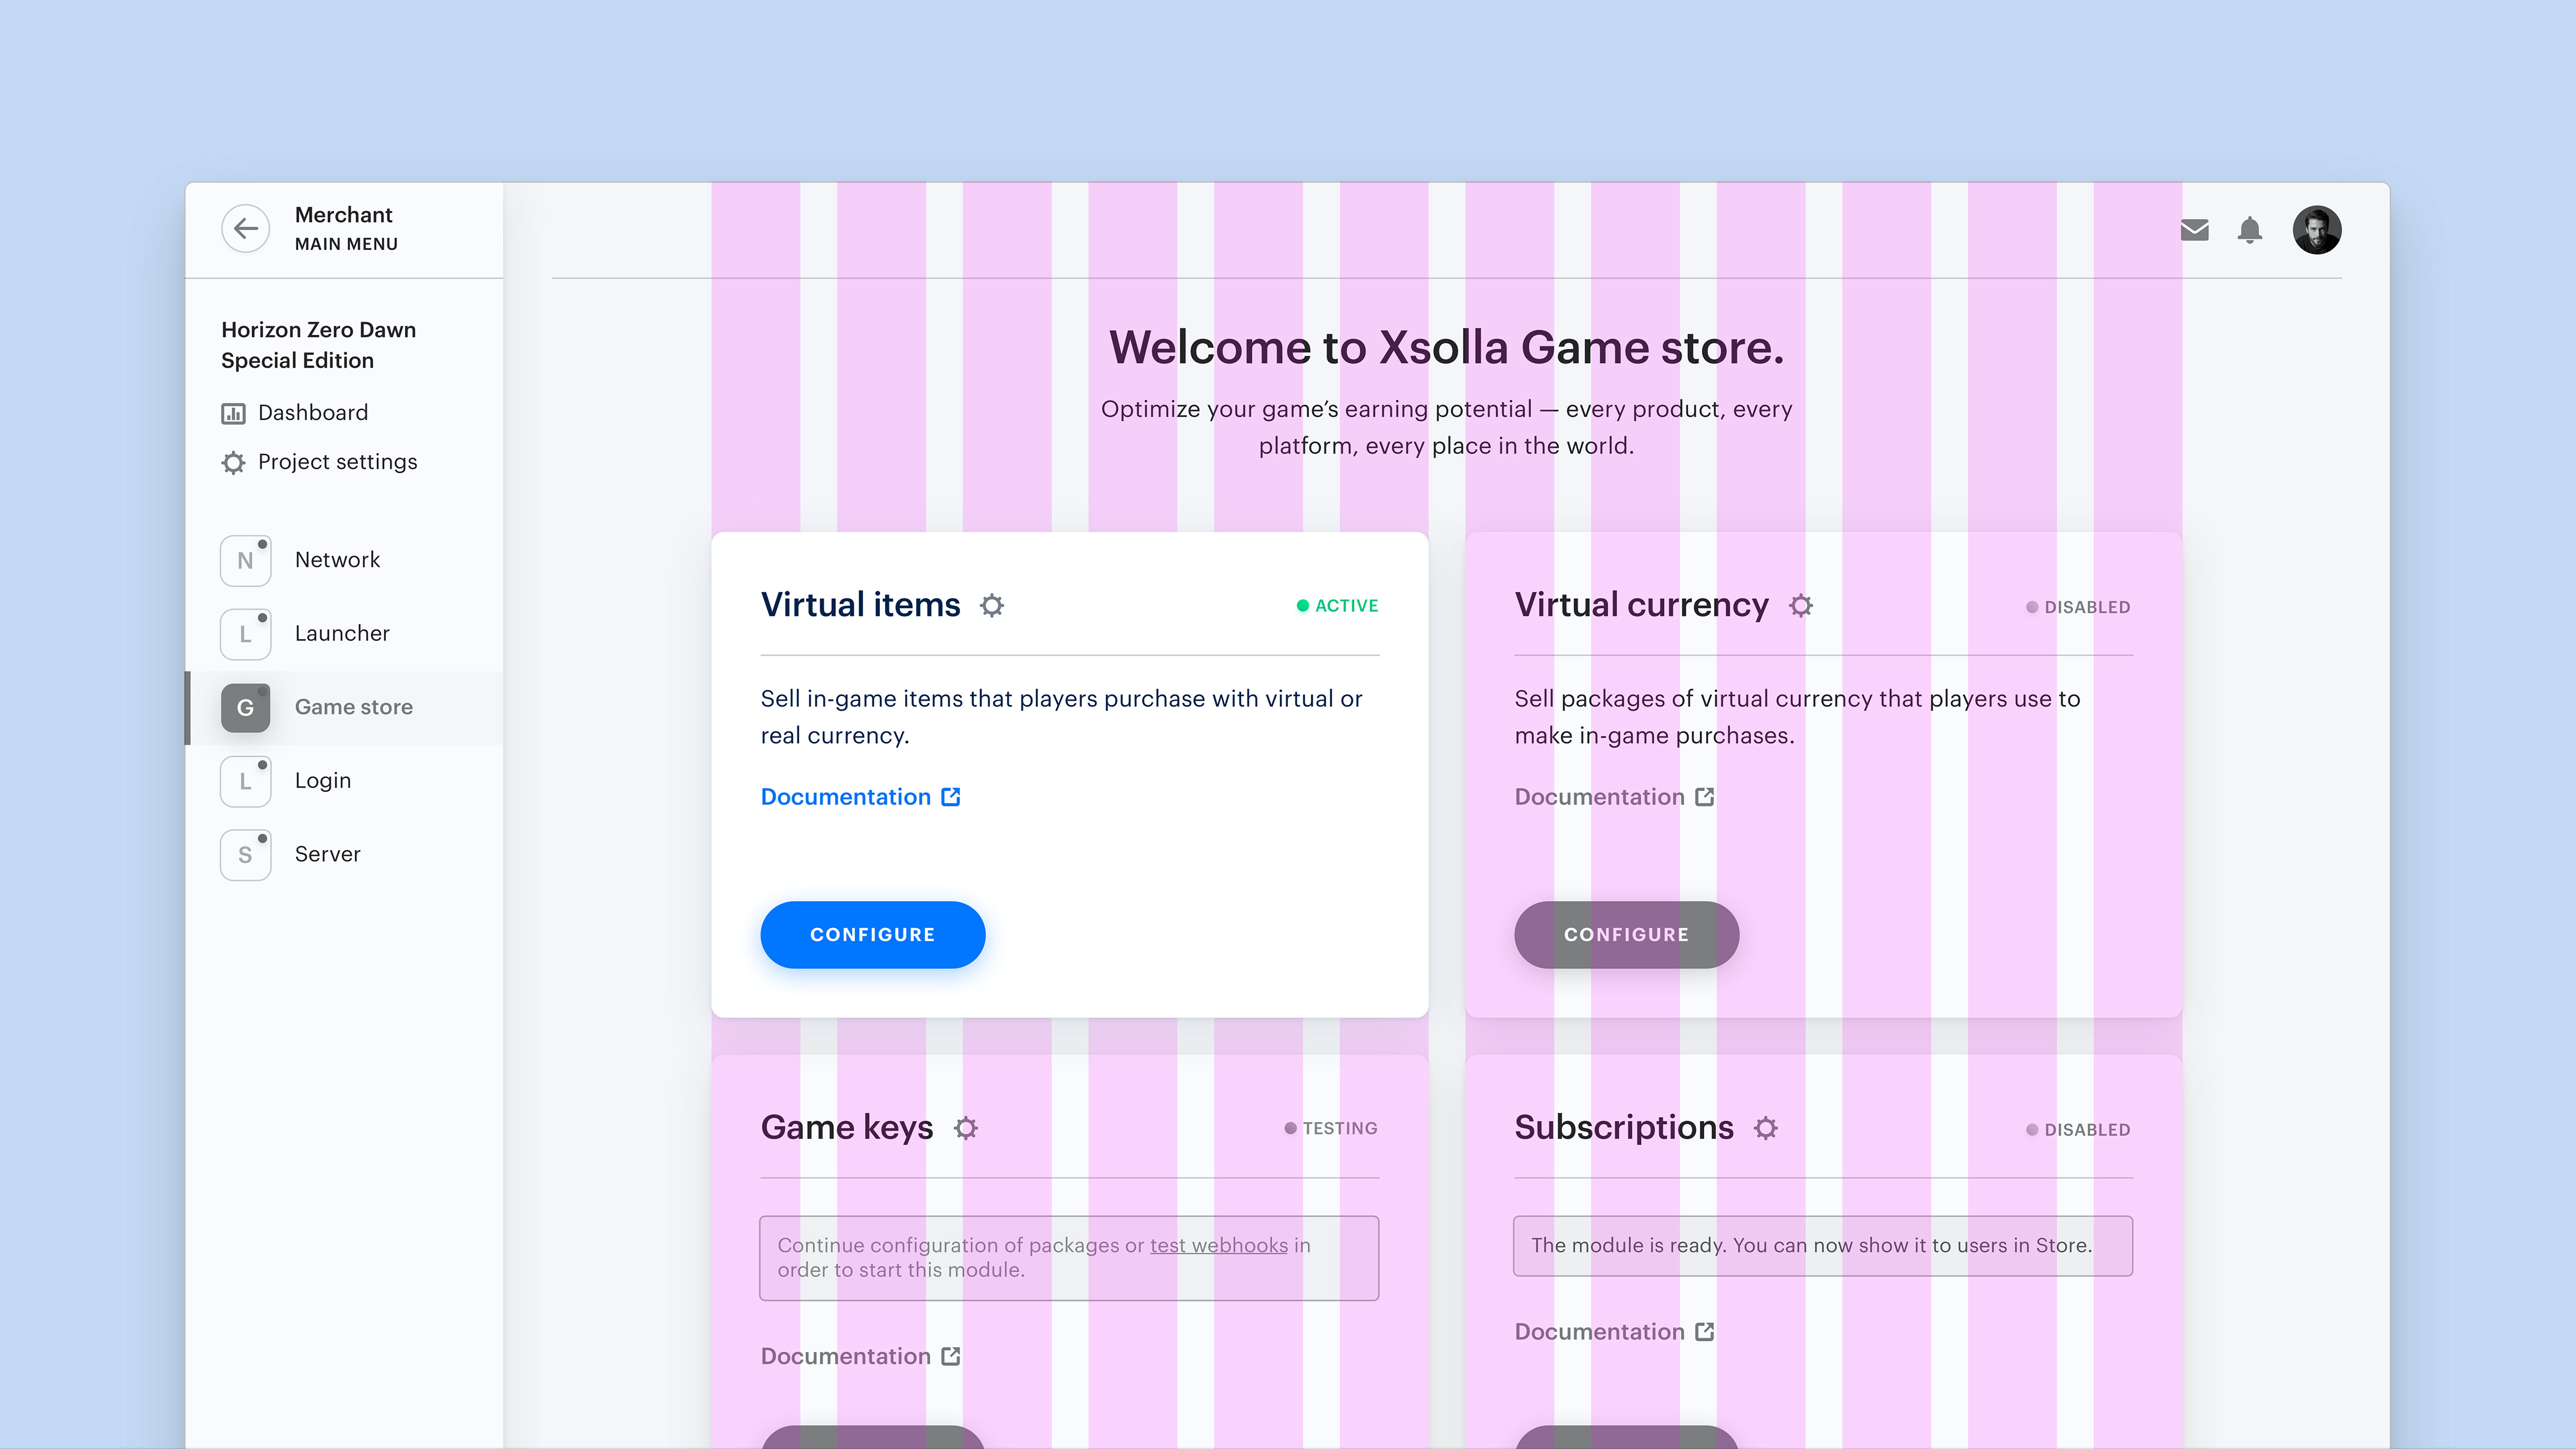 Merchant
MAIN MENU
Horizon Zero Dawn
Special Edition
Dashboard
Project settings
N Network
L Launcher
G Game store
L Login
S Server
Welcome to Xsolla Game store.
Optimize your game’s earning potential — every product, every
platform, every place in the world.
Virtual items
ACTIVE
Sell in-game items that players purchase with virtual or
real currency.
Documentation
CONFIGURE
Virtual currency
DISABLED
Sell packages of virtual currency that players use to
make in-game purchases.
Documentation
CONFIGURE
Game keys
TESTING
Continue configuration of packages or test webhooks in
order to start this module.
Documentation
Subscriptions
DISABLED
The module is ready. You can now show it to users in Store.
Documentation